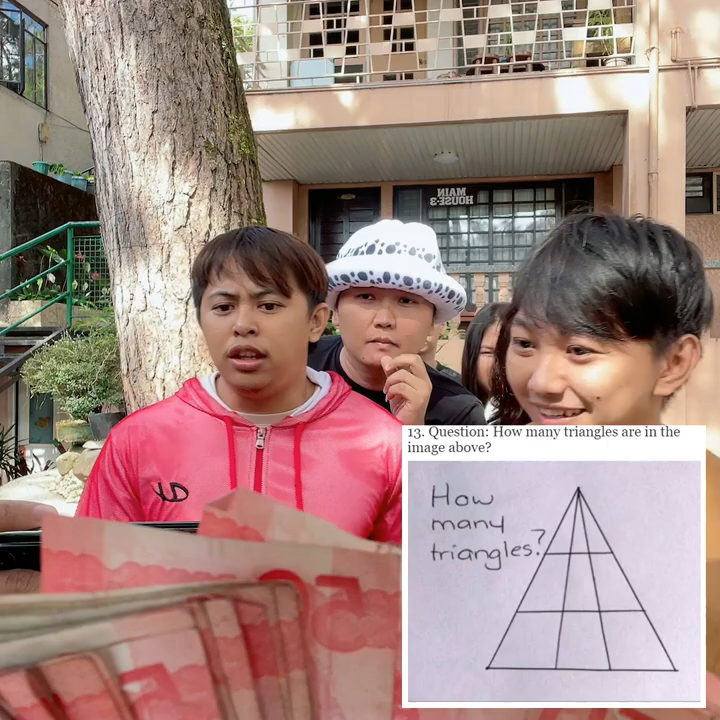 MAIN
HOUSE-3
13. Question: How many triangles are in the
image above?
How
many
triangles?